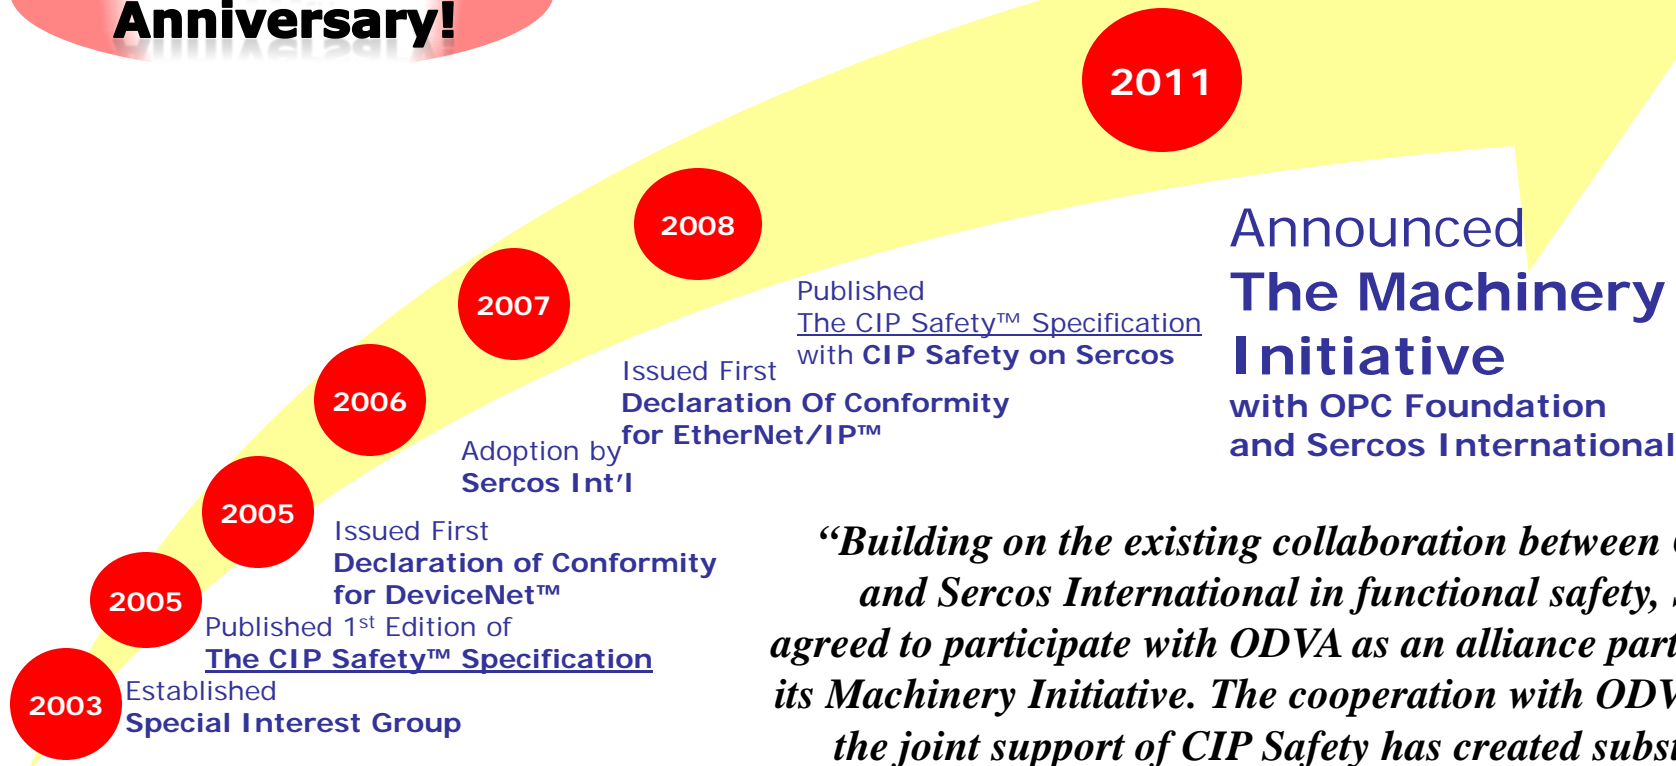 Anniversary!
2011
Announced
The Machinery
Initiative
with OPC Foundation
and Sercos International
2008
Published
The CIP Safety™ Specification
with CIP Safety on Sercos
2007
Issued First
Declaration Of Conformity
for EtherNet/IP™
2006
Adoption by
Sercos Int'l
2005
Issued First
Declaration of Conformity
for DeviceNet™
2005
Published 1st Edition of
The CIP Safety™ Specification
2003
Established
Special Interest Group
“Building on the existing collaboration between
and Sercos International in functional safety,
agreed to participate with ODVA as an alliance
its Machinery Initiative. The cooperation with
the joint support of CIP Safety has created